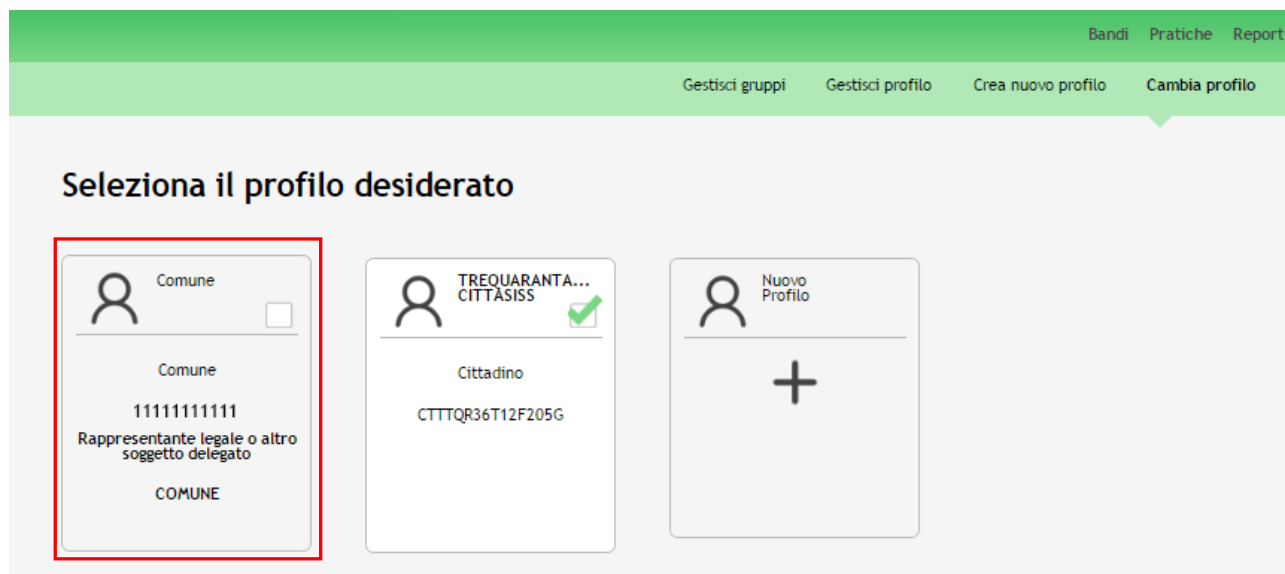 Bandi Pratiche Report
Gestisci gruppi Gestisci profilo Crea nuovo profilo Cambia profilo
Seleziona il profilo desiderato
Comune
Comune
11111111111
Rappresentante legale o altro
soggetto delegato
COMUNE
TREQUARANTA...
CITTASISS
Cittadino
CTTTQR36T12F205G
Nuovo
Profilo